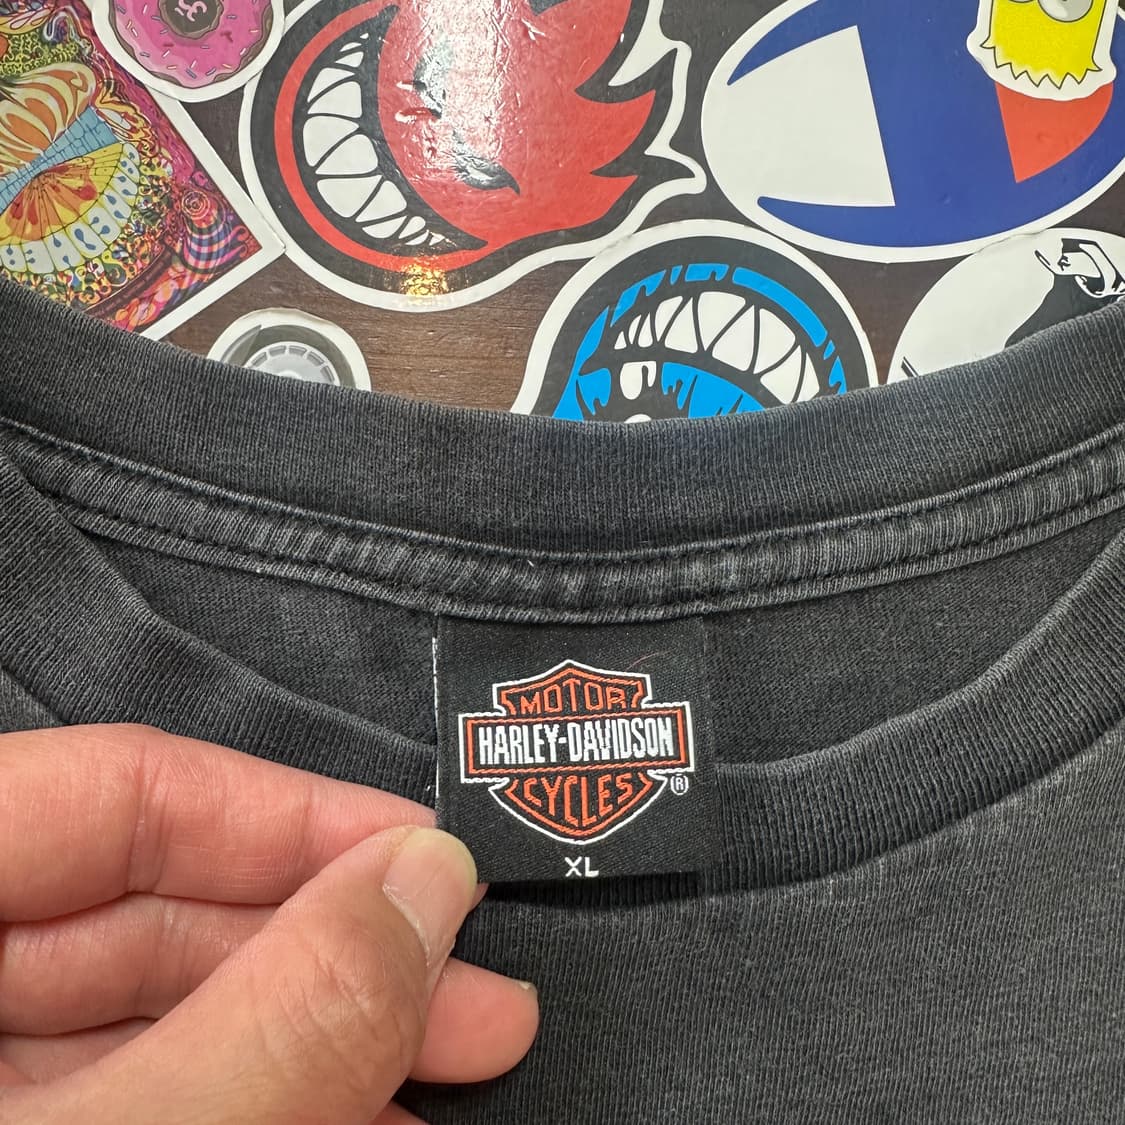 MOTOR
HARLEY-DAVIDSON
CYCLES
®
XL